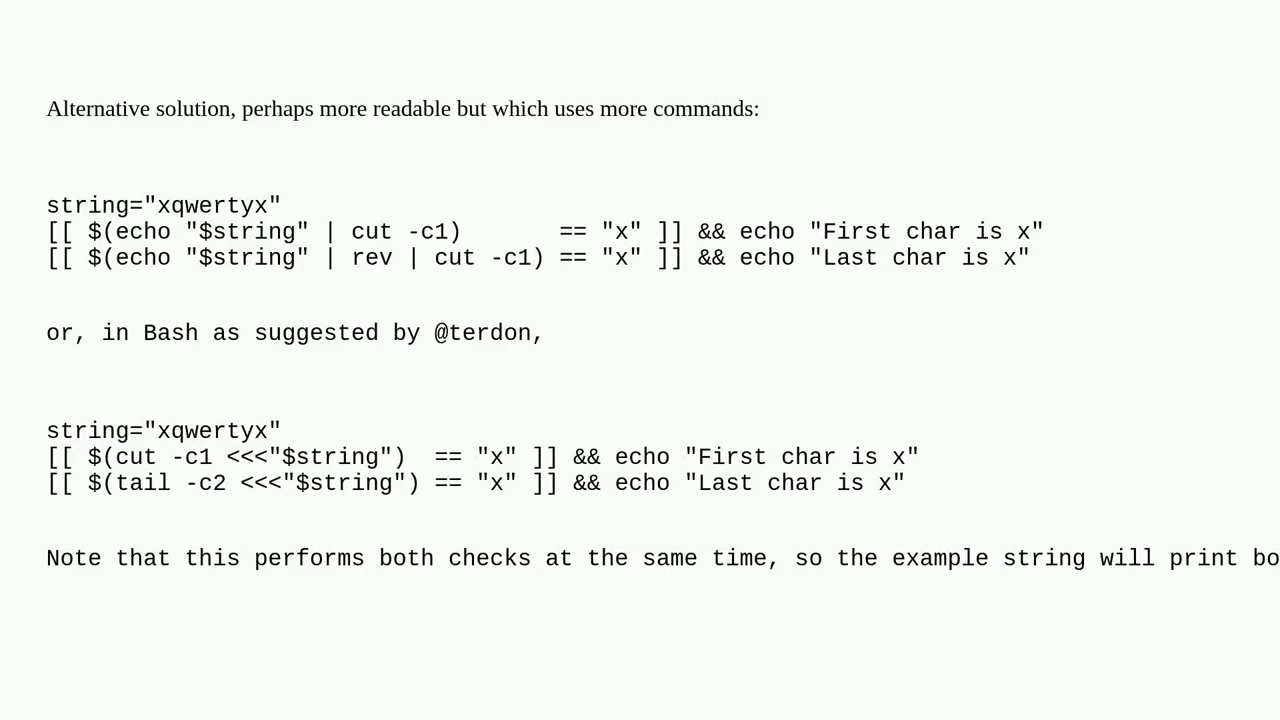 Alternative solution, perhaps more readable but which uses more commands:
string="xqwertyx"
[[ $(echo "$string" | cut -c1)       == "x" ]] && echo "First char is x"
[[ $(echo "$string" | rev | cut -c1) == "x" ]] && echo "Last char is x"
or, in Bash as suggested by @terdon,
string="xqwertyx"
[[ $(cut -c1 <<<"$string")  == "x" ]] && echo "First char is x"
[[ $(tail -c2 <<<"$string") == "x" ]] && echo "Last char is x"
Note that this performs both checks at the same time, so the example string will print